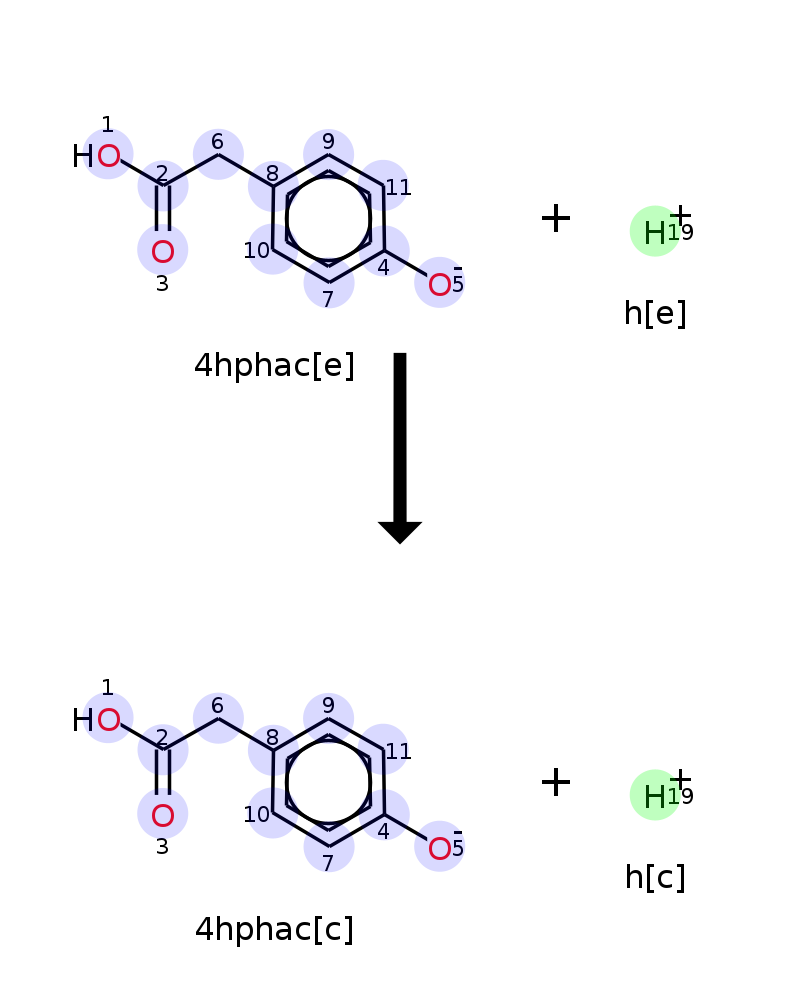 1
HO 2 6 8 9 11
O 10 4 O⁻ 5
3 7
+ H⁺ 19
4hphac[e]
h[e]
1
HO 2 6 8 9 11
O 10 4 O⁻ 5
3 7
+ H⁺ 19
4hphac[c]
h[c]